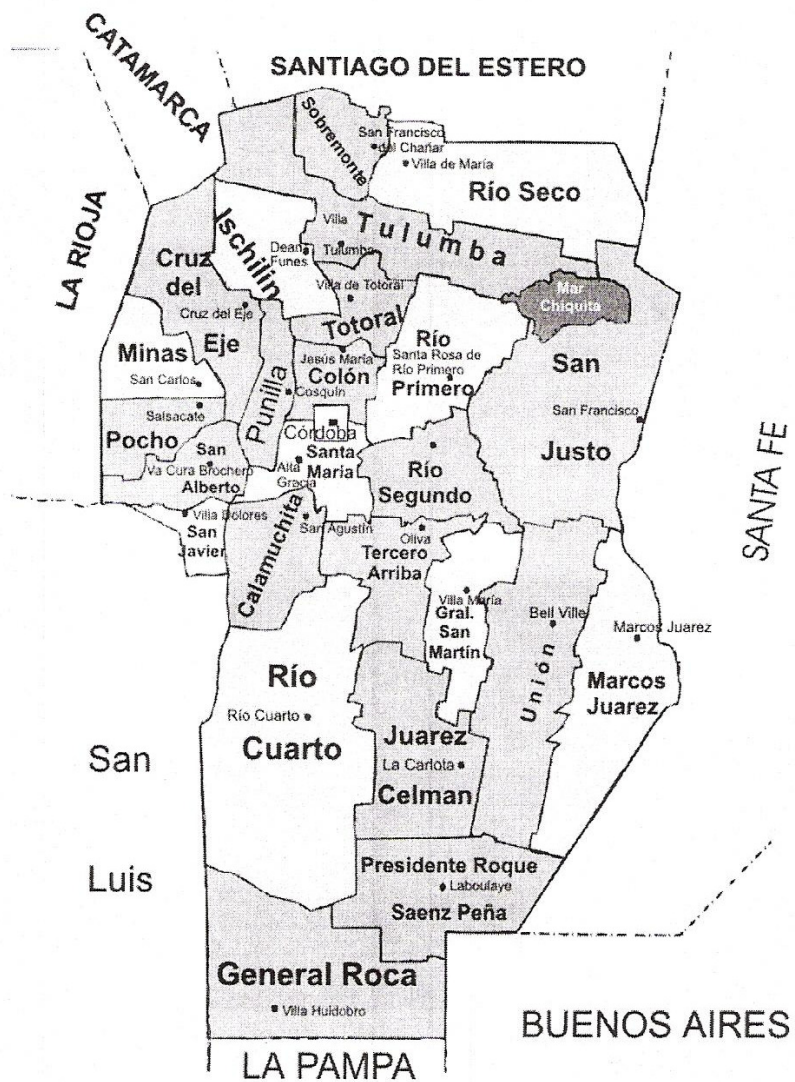 CATAMARCA
SANTIAGO DEL ESTERO
Sobremonte
San Francisco
del Chañar
Villa de María
Río Seco
LA RIOJA
Ischilin
Villa
Tulumba
Tulumba
Dean
Funes
Cruz
del
Eje
Cruz del Eje
Villa de Totoral
Totoral
Mar
Chiquita
Minas
San Carlos
Punilla
Jesús María
Colón
Cosquín
Río
Santa Rosa de
Río Primero
Primero
San
San Francisco
Justo
Salsacate
Pocho
San
Va Cura Brochero
Alberto
Córdoba
Santa
María
Alta
Gracia
Río
Segundo
SANTA FE
Villa Dolores
San
Javier
Calamuchita
San Agustín
Oliva
Tercero
Arriba
Villa María
Gral.
San
Martín
Bell Ville
Unión
Marcos Juarez
Marcos
Juarez
Río
Río Cuarto
Cuarto
Juarez
La Carlota
Celman
San
Luis
Presidente Roque
Laboulaye
Saenz Peña
General Roca
Villa Huidobro
BUENOS AIRES
LA PAMPA